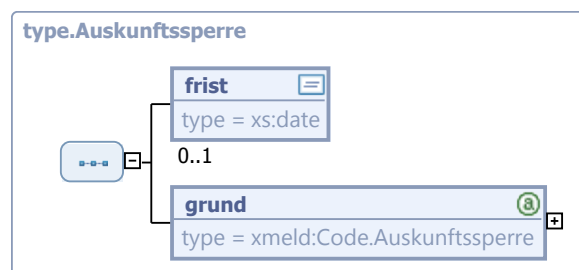 type.Auskunftssperre
frist
type = xs:date
0..1
grund
type = xmeld:Code.Auskunftssperre